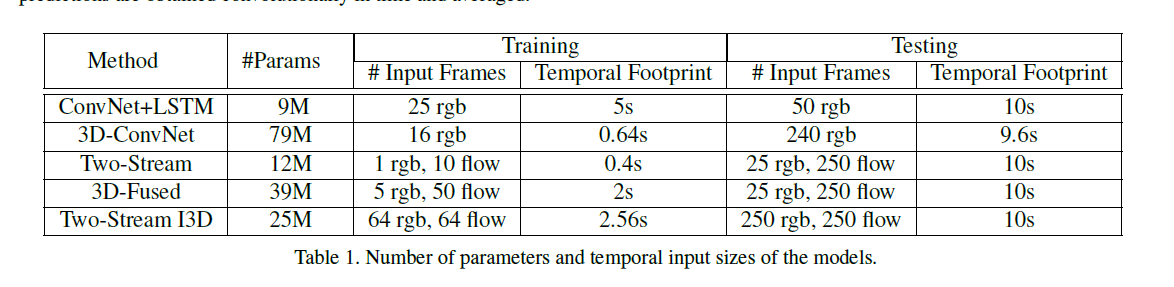 predictions are obtained convolutionally in time and averaged.
Method #Params Training Testing
# Input Frames Temporal Footprint # Input Frames Temporal Footprint
ConvNet+LSTM 9M 25 rgb 5s 50 rgb 10s
3D-ConvNet 79M 16 rgb 0.64s 240 rgb 9.6s
Two-Stream 12M 1 rgb, 10 flow 0.4s 25 rgb, 250 flow 10s
3D-Fused 39M 5 rgb, 50 flow 2s 25 rgb, 250 flow 10s
Two-Stream I3D 25M 64 rgb, 64 flow 2.56s 250 rgb, 250 flow 10s
Table 1. Number of parameters and temporal input sizes of the models.